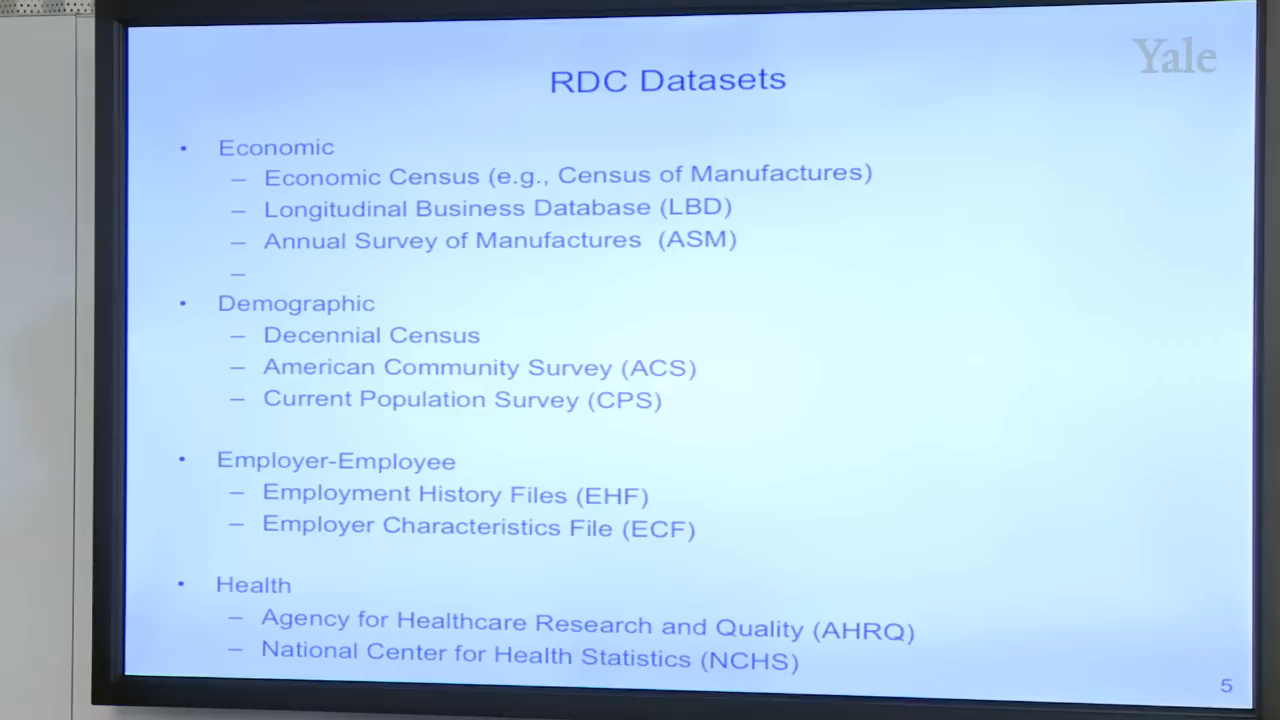 Yale
RDC Datasets
• Economic
– Economic Census (e.g., Census of Manufactures)
– Longitudinal Business Database (LBD)
– Annual Survey of Manufactures (ASM)
–
• Demographic
– Decennial Census
– American Community Survey (ACS)
– Current Population Survey (CPS)
• Employer-Employee
– Employment History Files (EHF)
– Employer Characteristics File (ECF)
• Health
– Agency for Healthcare Research and Quality (AHRQ)
– National Center for Health Statistics (NCHS)
5